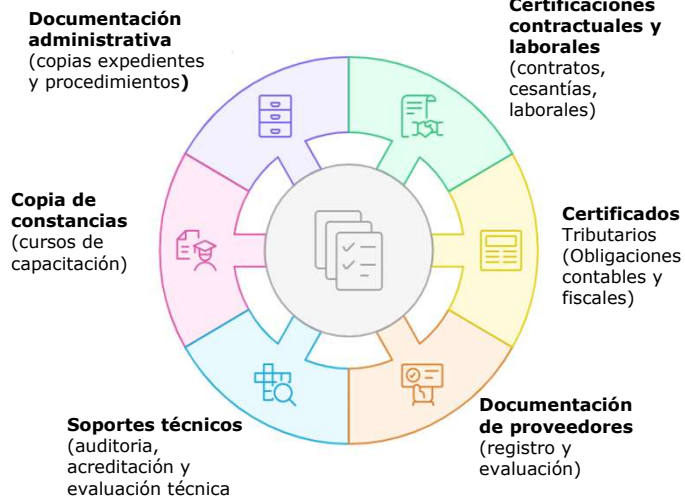 Documentación
administrativa
(copias expedientes
y procedimientos)
Certificaciones
contractuales y
laborales
(contratos,
cesantías,
laborales)
Copia de
constancias
(cursos de
capacitación)
Certificados
Tributarios
(Obligaciones
contables y
fiscales)
Soportes técnicos
(auditoria,
acreditación y
evaluación técnica
Documentación
de proveedores
(registro y
evaluación)